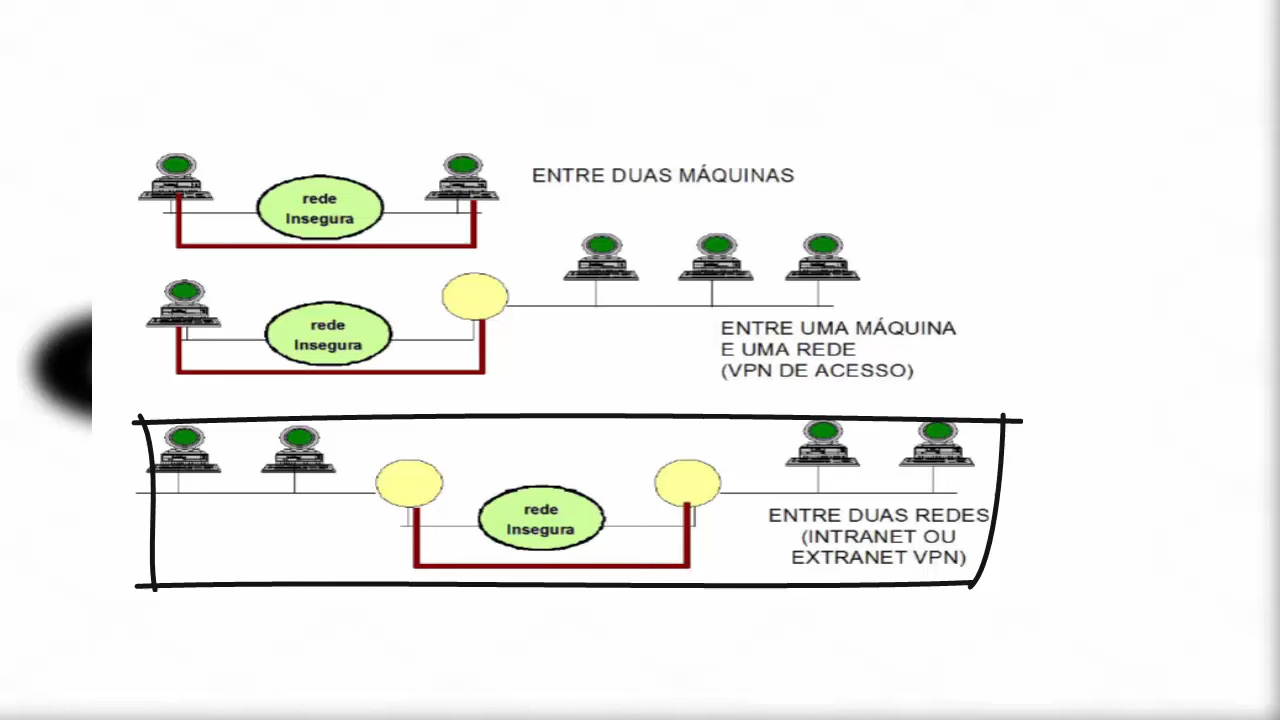 rede
Insegura
ENTRE DUAS MÁQUINAS
rede
Insegura
ENTRE UMA MÁQUINA
E UMA REDE
(VPN DE ACESSO)
rede
Insegura
ENTRE DUAS REDES
(INTRANET OU
EXTRANET VPN)